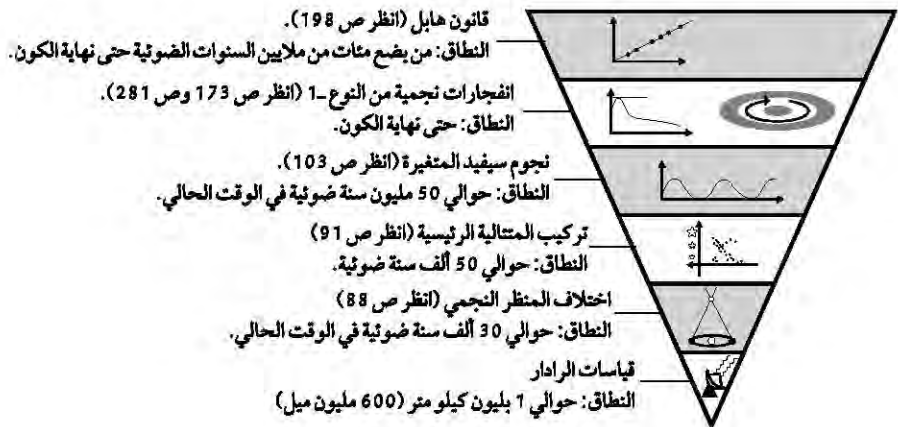 قانون هابل (انظر ص 198).
النطاق: من بضع مئات من ملايين السنوات الضوئية حتى نهاية الكون.
انفجارات نجمية من النوع_1 (انظر ص 173 وص 281).
النطاق: حتى نهاية الكون.
نجوم سيفيد المتغيرة (انظر ص 103).
النطاق: حوالي 50 مليون سنة ضوئية في الوقت الحالي.
تركيب المتتالية الرئيسية (انظر ص 91)
النطاق: حوالي 50 ألف سنة ضوئية.
اختلاف المنظر النجمي (انظر ص 88)
النطاق: حوالي 30 ألف سنة ضوئية في الوقت الحالي.
قياسات الرادار
النطاق: حوالي 1 بليون كيلو متر (600 مليون ميل)